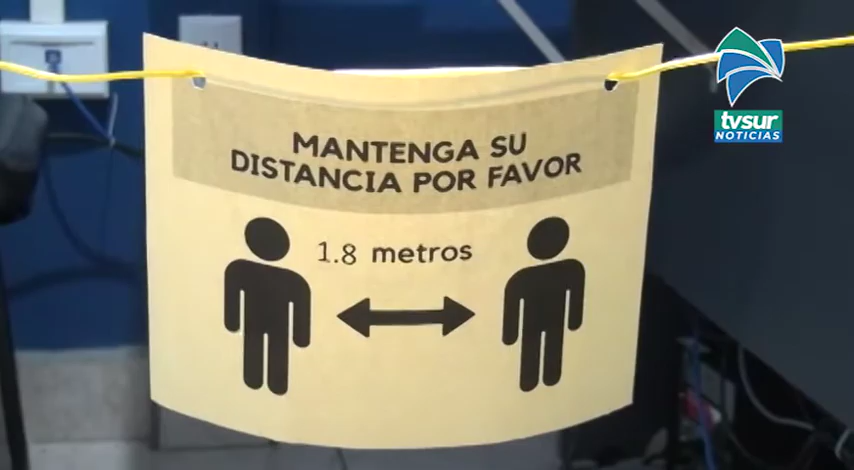 MANTENGA SU
DISTANCIA POR FAVOR
1.8 metros
tvsur
NOTICIAS